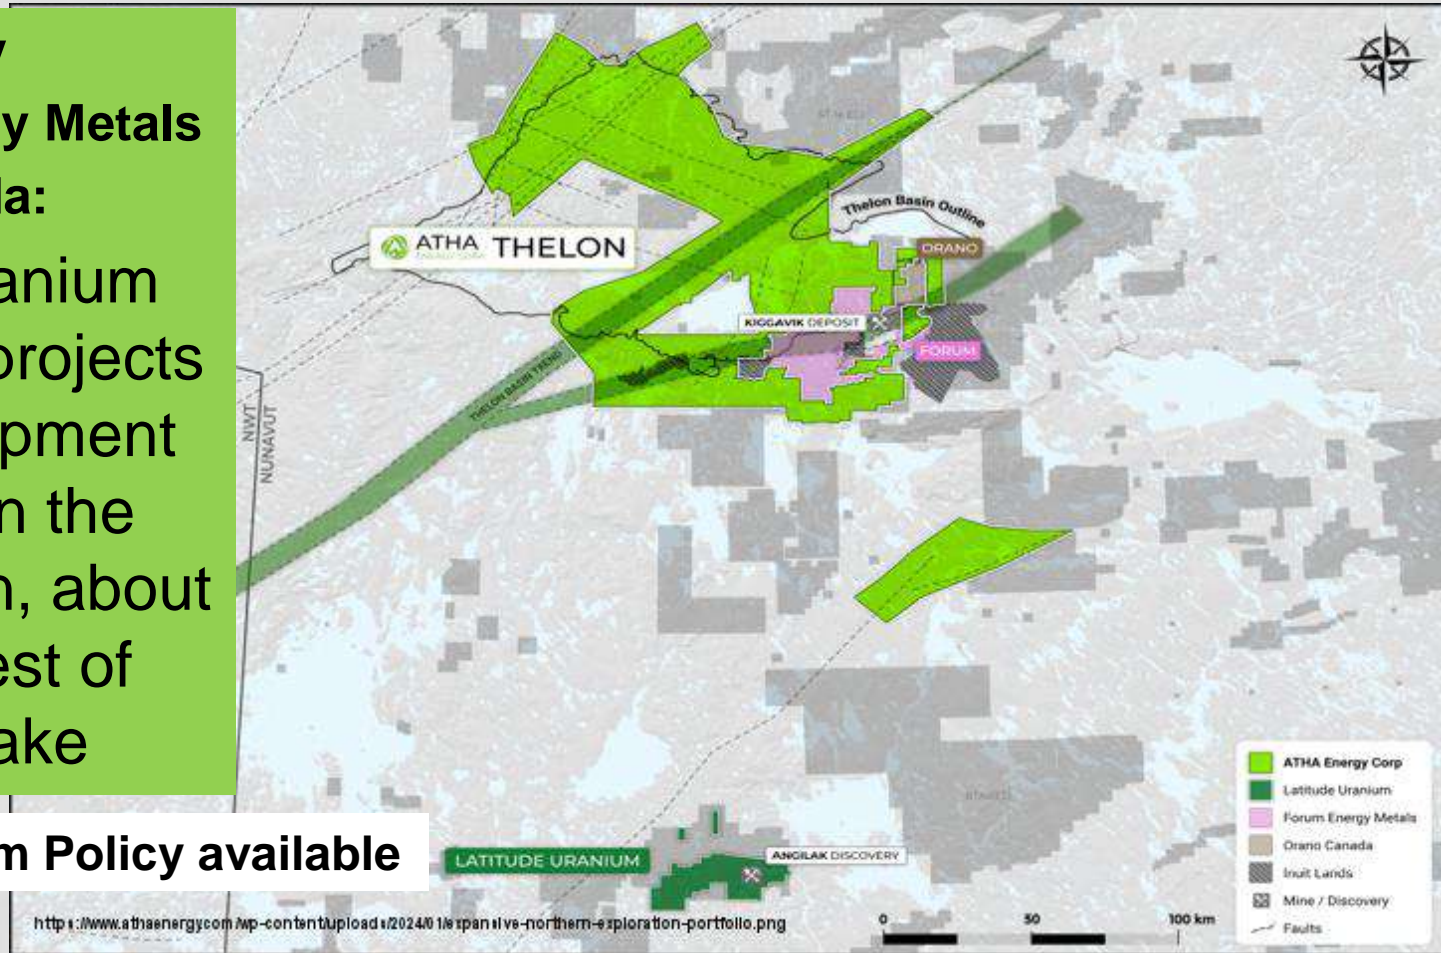 y Metals
la:
anium
projects
pment
n the
n, about
est of
ake
m Policy available
ATHA THELON
Thelon Basin Outline
ORANO
KIGGAVIK DEPOSIT
FORUM
THELON BASIN TREND
NWT
NUNAVUT
LATITUDE URANIUM
ANGILAK DISCOVERY
https://www.athaenergy.com/wp-content/uploads/2024/01/expansive-northern-exploration-portfolio.png
0 50 100 km
ATHA Energy Corp
Latitude Uranium
Forum Energy Metals
Orano Canada
Inuit Lands
Mine / Discovery
Faults